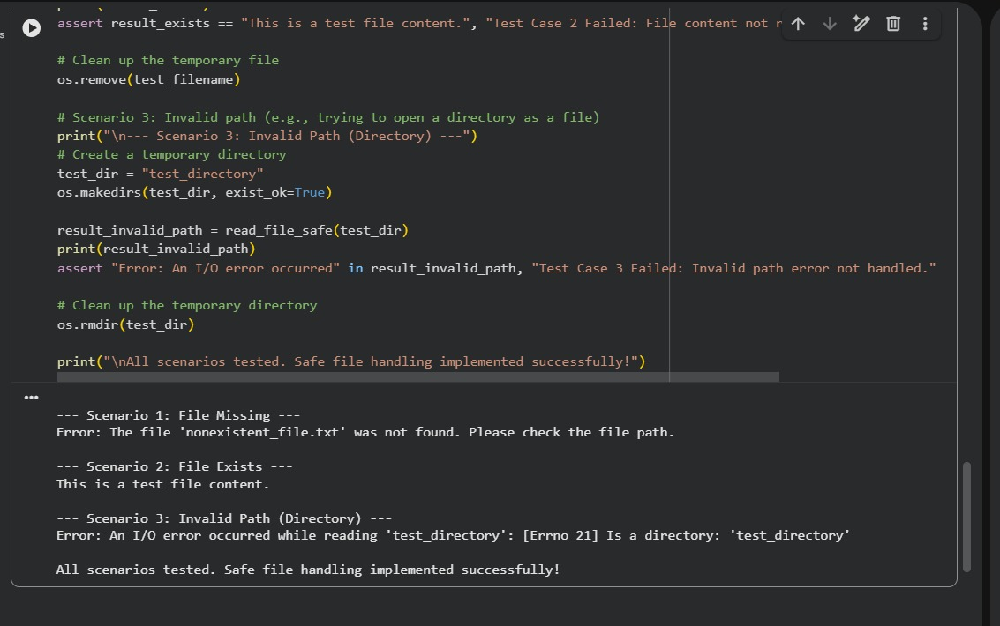 assert result_exists == "This is a test file content.", "Test Case 2 Failed: File content not r
s
# Clean up the temporary file
os.remove(test_filename)
# Scenario 3: Invalid path (e.g., trying to open a directory as a file)
print("\n--- Scenario 3: Invalid Path (Directory) ---")
# Create a temporary directory
test_dir = "test_directory"
os.makedirs(test_dir, exist_ok=True)
result_invalid_path = read_file_safe(test_dir)
print(result_invalid_path)
assert "Error: An I/O error occurred" in result_invalid_path, "Test Case 3 Failed: Invalid path error not handled."
# Clean up the temporary directory
os.rmdir(test_dir)
print("\nAll scenarios tested. Safe file handling implemented successfully!")
--- Scenario 1: File Missing ---
Error: The file 'nonexistent_file.txt' was not found. Please check the file path.
--- Scenario 2: File Exists ---
This is a test file content.
--- Scenario 3: Invalid Path (Directory) ---
Error: An I/O error occurred while reading 'test_directory': [Errno 21] Is a directory: 'test_directory'
All scenarios tested. Safe file handling implemented successfully!